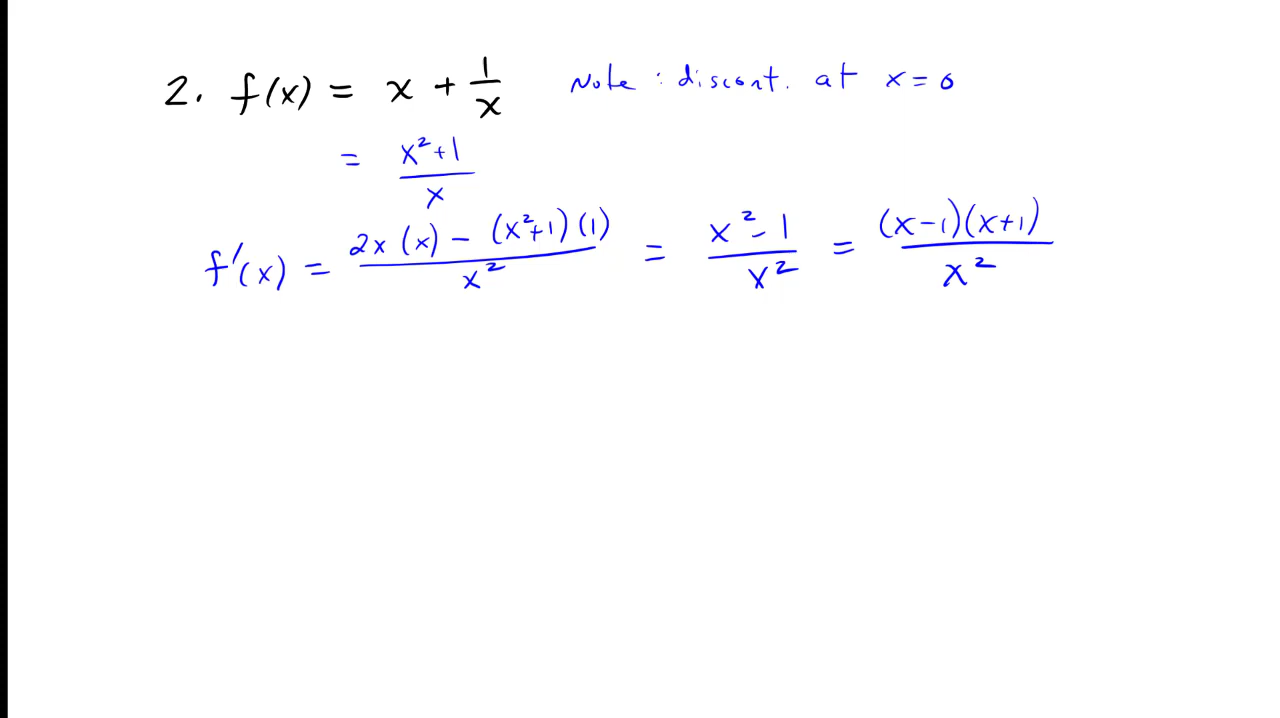 2. f(x) = x + 1/x Note : discont. at x = 0
= (x² + 1)/x
f'(x) = (2x (x) - (x² + 1)(1))/x² = (x² - 1)/x² = ((x - 1)(x + 1))/x²